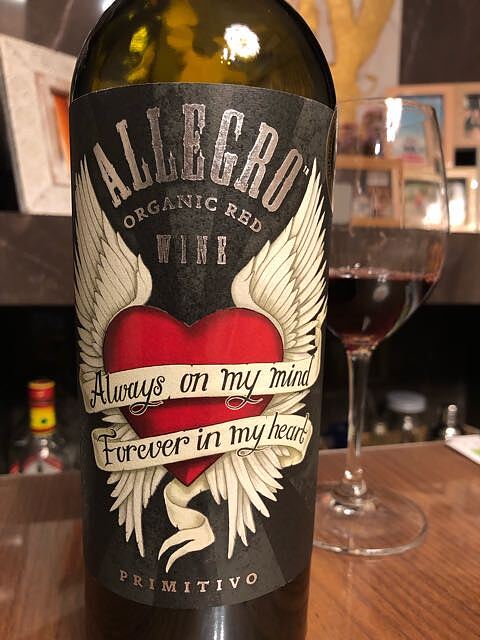 ALLEGRO™
ORGANIC RED
WINE
Always on my mind
Forever in my heart
PRIMITIVO